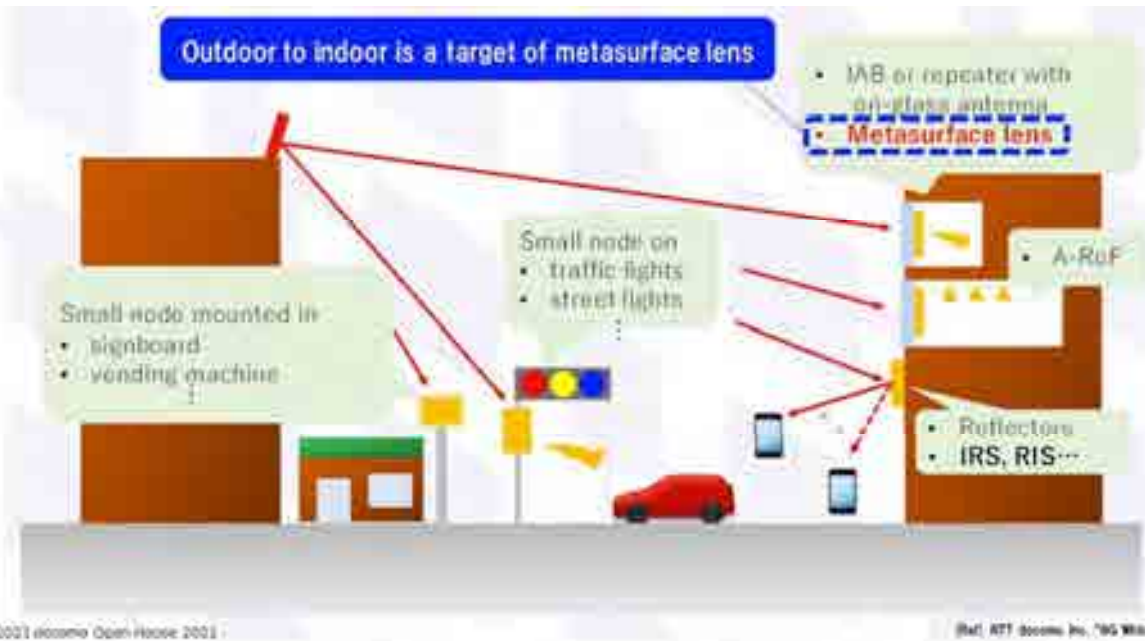 Outdoor to indoor is a target of metasurface lens
• IAB or repeater with
on-glass antenna
• Metasurface lens
Small node on
• traffic lights
• street lights
⋮
• A-RoF
Small node mounted in
• signboard
• vending machine
⋮
• Reflectors
• IRS, RIS…
docomo Open House 2021
Ref: NTT docomo, Inc.